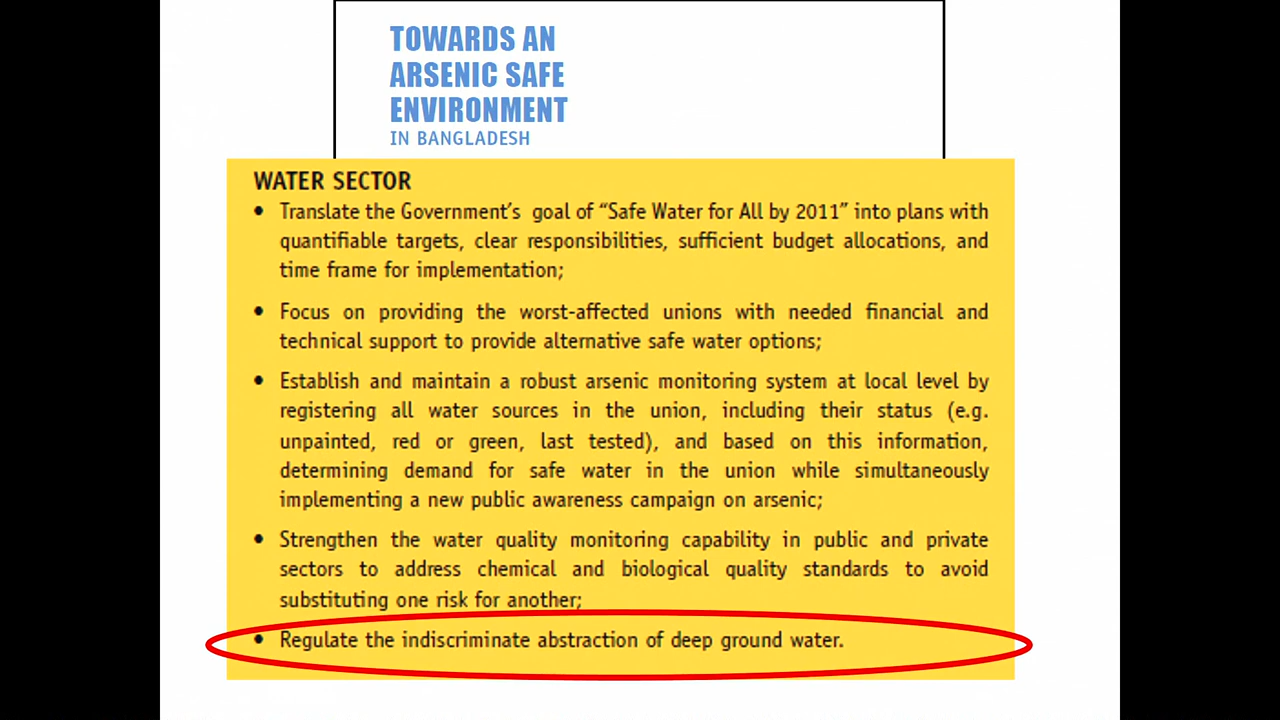 TOWARDS AN
ARSENIC SAFE
ENVIRONMENT
IN BANGLADESH
WATER SECTOR
• Translate the Government's goal of "Safe Water for All by 2011" into plans with
quantifiable targets, clear responsibilities, sufficient budget allocations, and
time frame for implementation;
• Focus on providing the worst-affected unions with needed financial and
technical support to provide alternative safe water options;
• Establish and maintain a robust arsenic monitoring system at local level by
registering all water sources in the union, including their status (e.g.
unpainted, red or green, last tested), and based on this information,
determining demand for safe water in the union while simultaneously
implementing a new public awareness campaign on arsenic;
• Strengthen the water quality monitoring capability in public and private
sectors to address chemical and biological quality standards to avoid
substituting one risk for another;
• Regulate the indiscriminate abstraction of deep ground water.